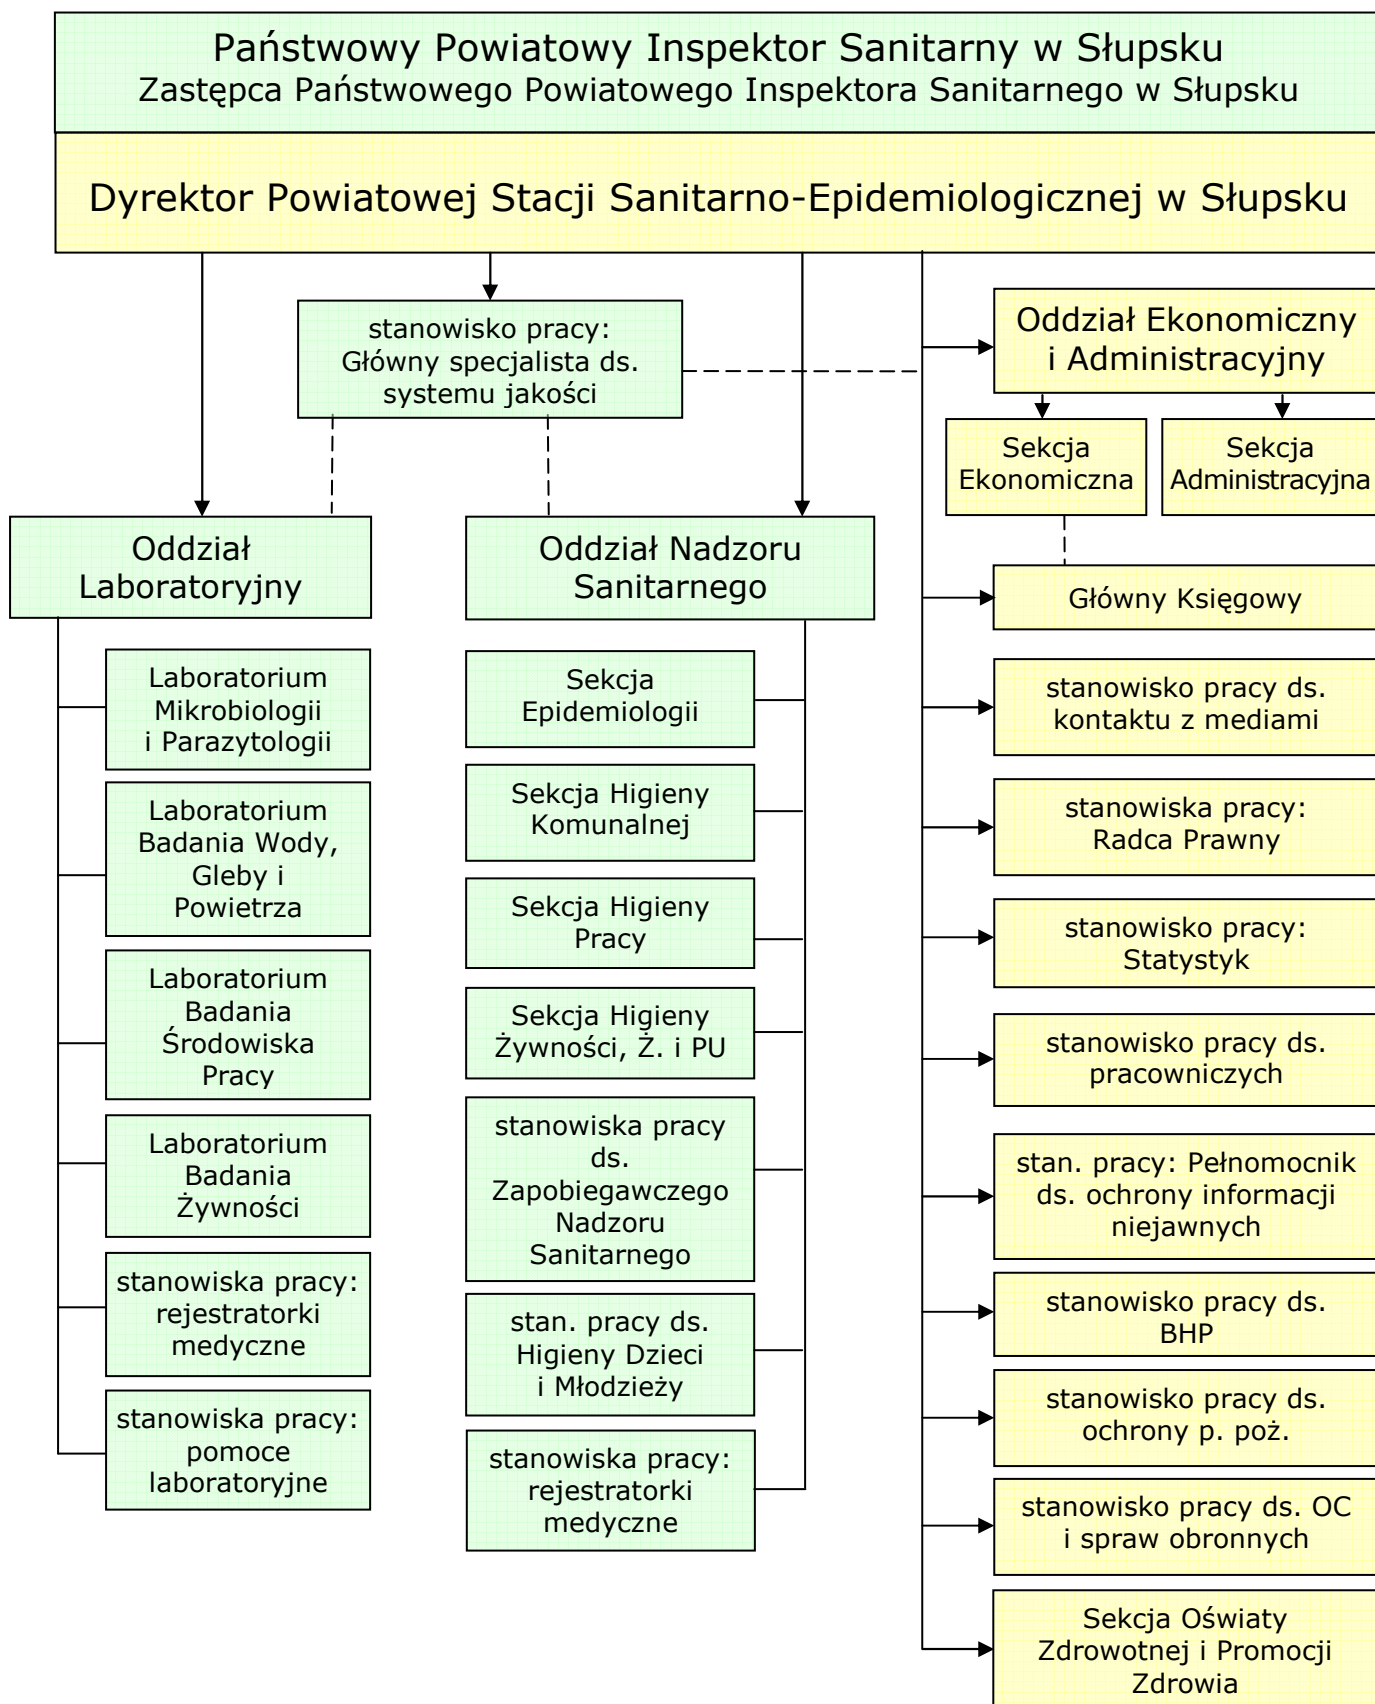 Państwowy Powiatowy Inspektor Sanitarny w Słupsku
Zastępca Państwowego Powiatowego Inspektora Sanitarnego w Słupsku
Dyrektor Powiatowej Stacji Sanitarno-Epidemiologicznej w Słupsku
stanowisko pracy:
Główny specjalista ds.
systemu jakości
Oddział Ekonomiczny
i Administracyjny
Sekcja
Ekonomiczna
Sekcja
Administracyjna
Oddział
Laboratoryjny
Laboratorium
Mikrobiologii
i Parazytologii
Laboratorium
Badania Wody,
Gleby i
Powietrza
Laboratorium
Badania
Środowiska
Pracy
Laboratorium
Badania
Żywności
stanowiska pracy:
rejestratorki
medyczne
stanowiska pracy:
pomoce
laboratoryjne
Oddział Nadzoru
Sanitarnego
Sekcja
Epidemiologii
Sekcja Higieny
Komunalnej
Sekcja Higieny
Pracy
Sekcja Higieny
Żywności, Ż. i PU
stanowiska pracy
ds.
Zapobiegawczego
Nadzoru
Sanitarnego
stan. pracy ds.
Higieny Dzieci
i Młodzieży
stanowiska pracy:
rejestratorki
medyczne
Główny Księgowy
stanowisko pracy ds.
kontaktu z mediami
stanowiska pracy:
Radca Prawny
stanowisko pracy:
Statystyk
stanowisko pracy ds.
pracowniczych
stan. pracy: Pełnomocnik
ds. ochrony informacji
niejawnych
stanowisko pracy ds.
BHP
stanowisko pracy ds.
ochrony p. poż.
stanowisko pracy ds. OC
i spraw obronnych
Sekcja Oświaty
Zdrowotnej i Promocji
Zdrowia